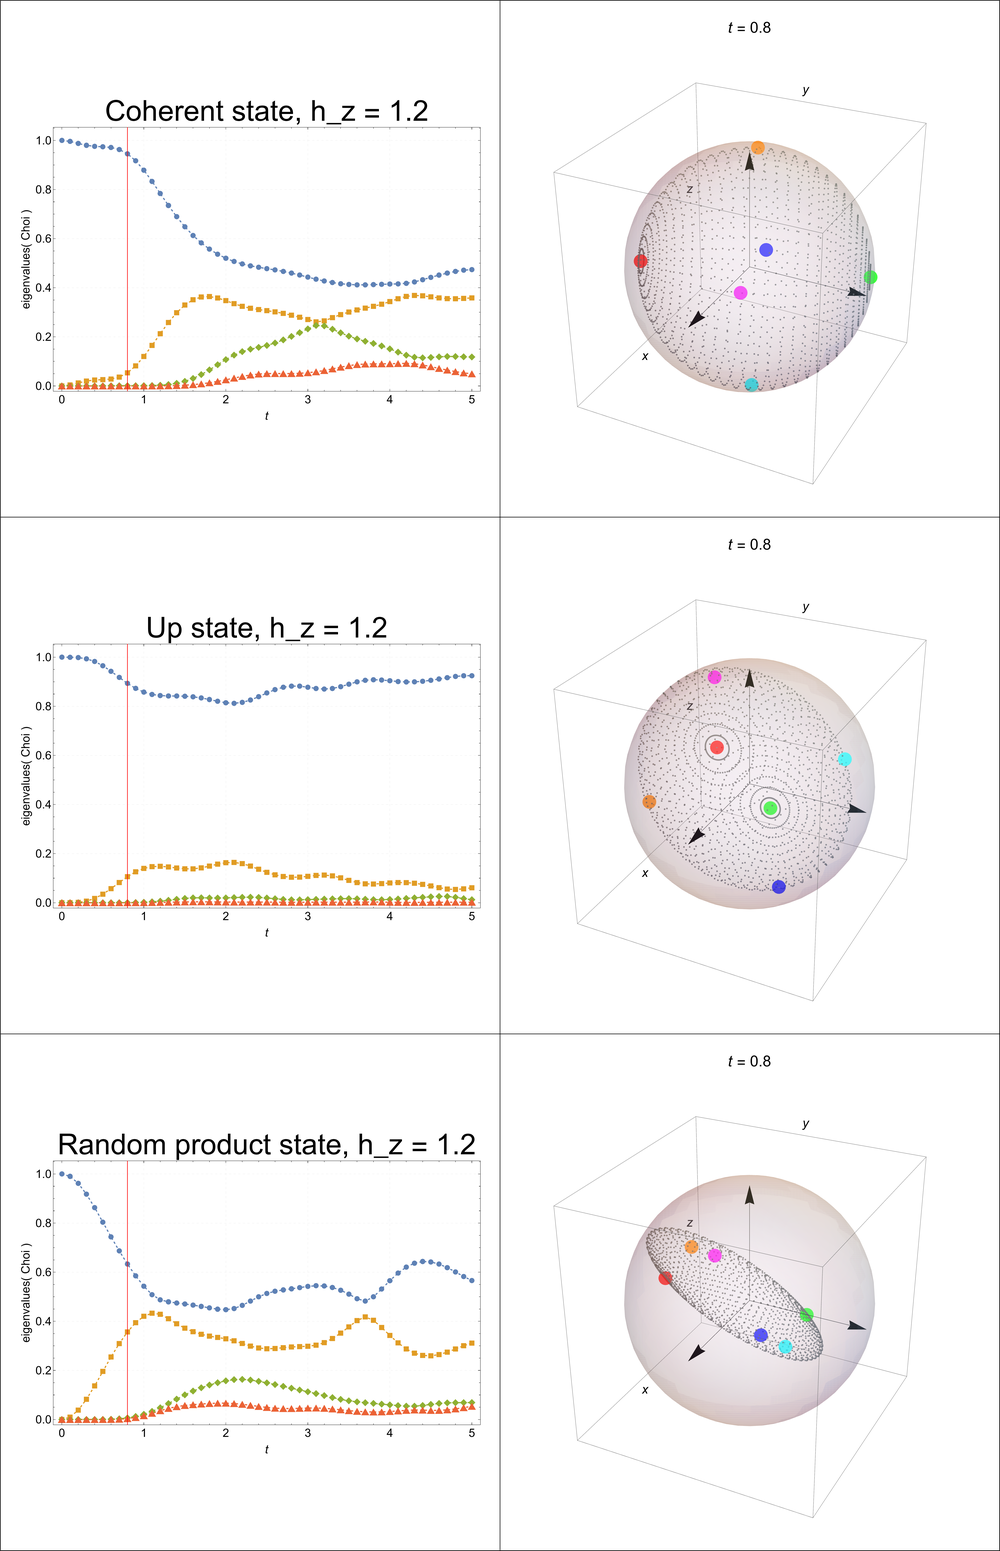 t = 0.8
y
Coherent state, h_z = 1.2
1.0
0.8
0.6
0.4
0.2
0.0
eigenvalues( Choi )
0 1 2 3 4 5
t
z
x
t = 0.8
y
Up state, h_z = 1.2
1.0
0.8
0.6
0.4
0.2
0.0
eigenvalues( Choi )
0 1 2 3 4 5
t
z
x
t = 0.8
y
Random product state, h_z = 1.2
1.0
0.8
0.6
0.4
0.2
0.0
eigenvalues( Choi )
0 1 2 3 4 5
t
z
x